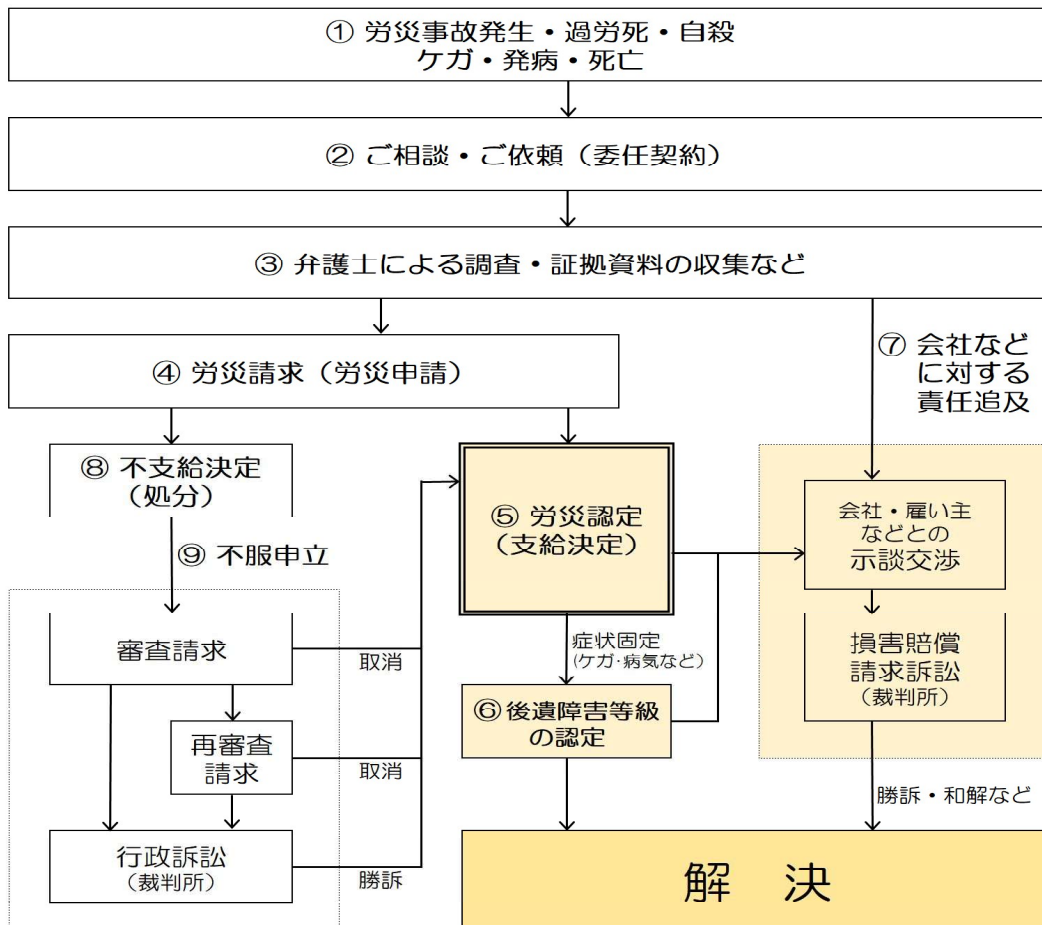 ① 労災事故発生・過労死・自殺
ケガ・発病・死亡
② ご相談・ご依頼（委任契約）
③ 弁護士による調査・証拠資料の収集など
④ 労災請求（労災申請）
⑦ 会社など
に対する
責任追及
⑧ 不支給決定
（処分）
⑤ 労災認定
（支給決定）
会社・雇い主
などとの
示談交渉
⑨ 不服申立
審査請求
取消
症状固定
（ケガ・病気など）
損害賠償
請求訴訟
（裁判所）
⑥ 後遺障害等級
の認定
再審査
請求
取消
勝訴・和解など
行政訴訟
（裁判所）
勝訴
解 決